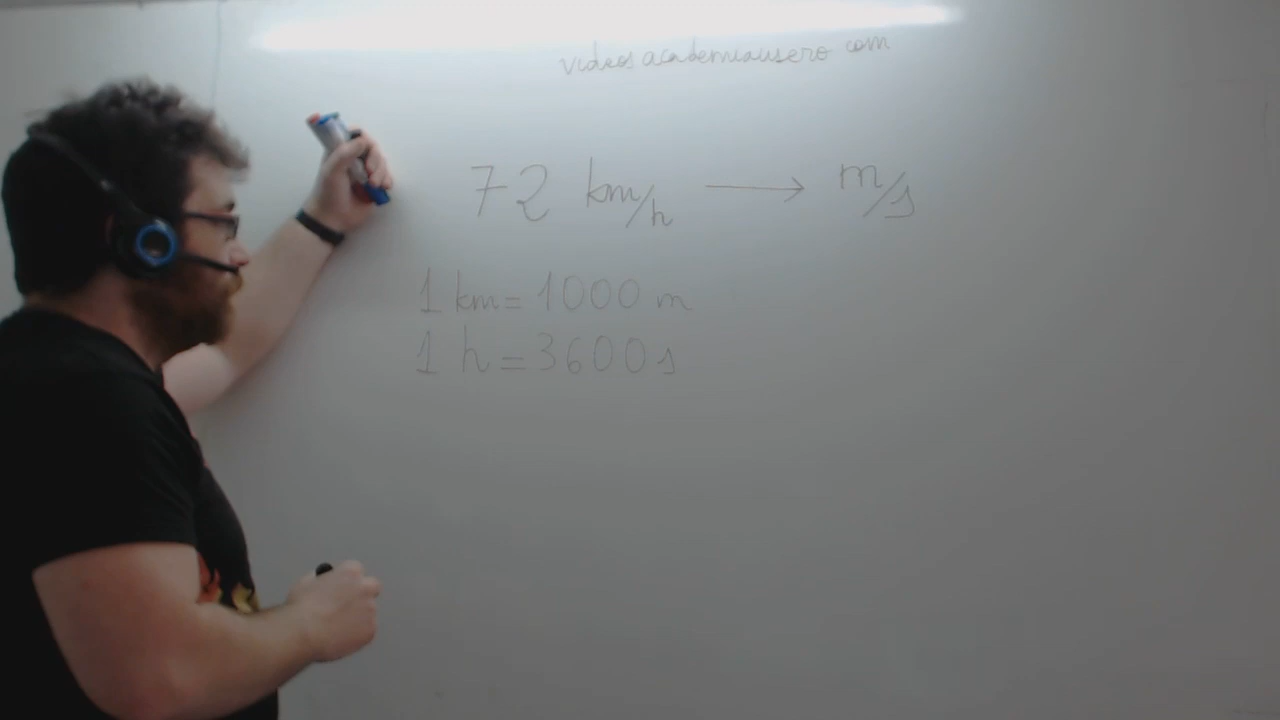 videos.academiausero.com
72 km/h → m/s
1 km = 1000 m
1 h = 3600 s